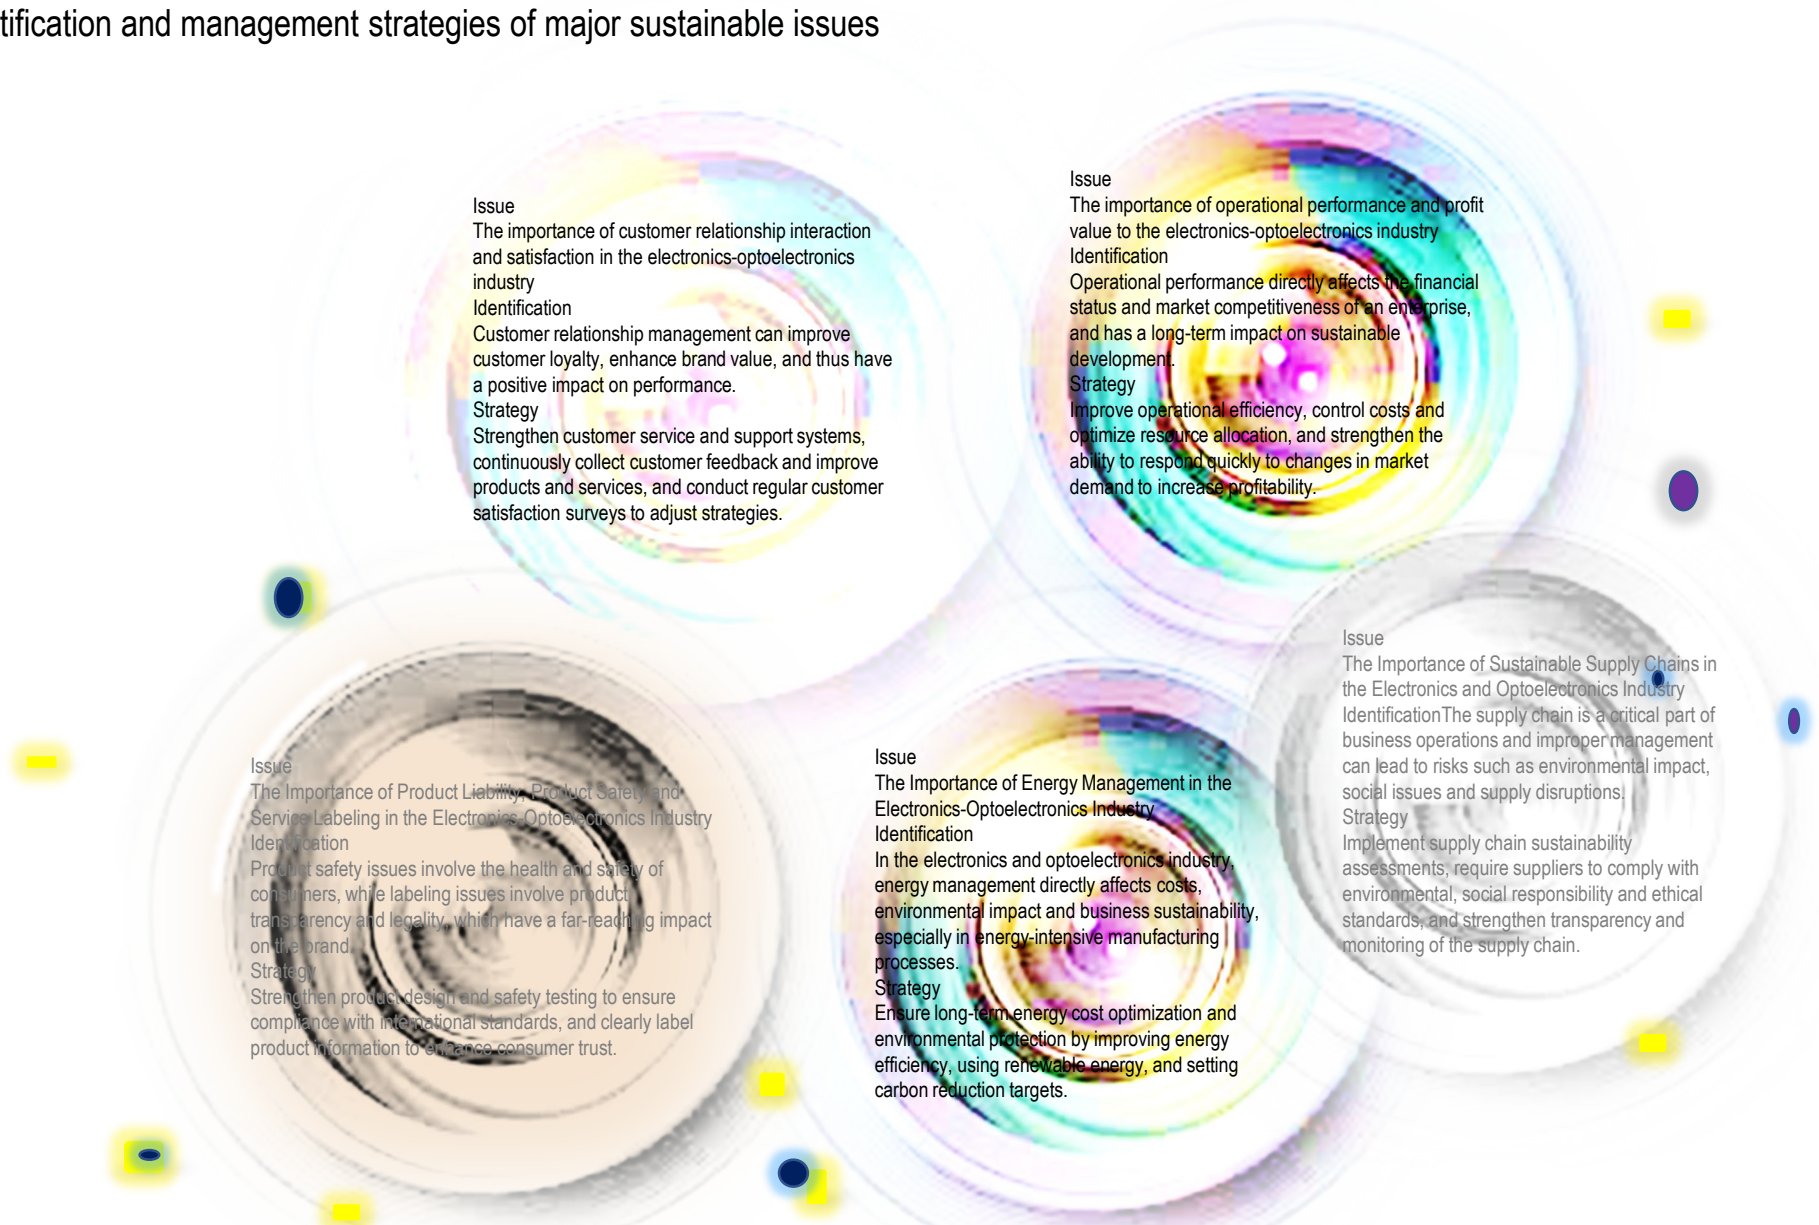 tification and management strategies of major sustainable issues
Issue
The importance of customer relationship interaction
and satisfaction in the electronics-optoelectronics
industry
Identification
Customer relationship management can improve
customer loyalty, enhance brand value, and thus have
a positive impact on performance.
Strategy
Strengthen customer service and support systems,
continuously collect customer feedback and improve
products and services, and conduct regular customer
satisfaction surveys to adjust strategies.
Issue
The importance of operational performance and profit
value to the electronics-optoelectronics industry
Identification
Operational performance directly affects the financial
status and market competitiveness of an enterprise,
and has a long-term impact on sustainable
development.
Strategy
Improve operational efficiency, control costs and
optimize resource allocation, and strengthen the
ability to respond quickly to changes in market
demand to increase profitability.
Issue
The Importance of Product Liability, Product Safety and
Service Labeling in the Electronics-Optoelectronics Industry
Identification
Product safety issues involve the health and safety of
consumers, while labeling issues involve product
transparency and legality, which have a far-reaching impact
on the brand.
Strategy
Strengthen product design and safety testing to ensure
compliance with international standards, and clearly label
product information to enhance consumer trust.
Issue
The Importance of Energy Management in the
Electronics-Optoelectronics Industry
Identification
In the electronics and optoelectronics industry,
energy management directly affects costs,
environmental impact and business sustainability,
especially in energy-intensive manufacturing
processes.
Strategy
Ensure long-term energy cost optimization and
environmental protection by improving energy
efficiency, using renewable energy, and setting
carbon reduction targets.
Issue
The Importance of Sustainable Supply Chains in
the Electronics and Optoelectronics Industry
IdentificationThe supply chain is a critical part of
business operations and improper management
can lead to risks such as environmental impact,
social issues and supply disruptions.
Strategy
Implement supply chain sustainability
assessments, require suppliers to comply with
environmental, social responsibility and ethical
standards, and strengthen transparency and
monitoring of the supply chain.